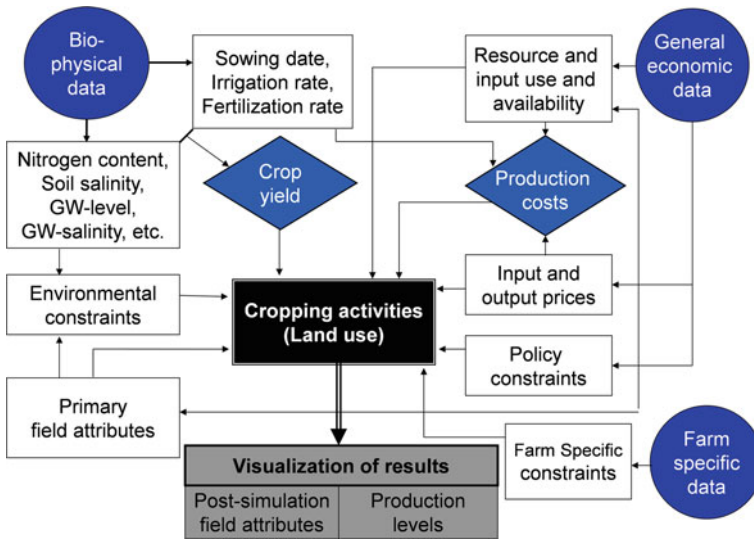 Bio-
physical
data
Sowing date,
Irrigation rate,
Fertilization rate
Resource and
input use and
availability
General
economic
data
Nitrogen content,
Soil salinity,
GW-level,
GW-salinity, etc.
Crop
yield
Production
costs
Environmental
constraints
Cropping activities
(Land use)
Input and
output prices
Policy
constraints
Primary
field attributes
Farm Specific
constraints
Farm
specific
data
Visualization of results
Post-simulation
field attributes
Production
levels